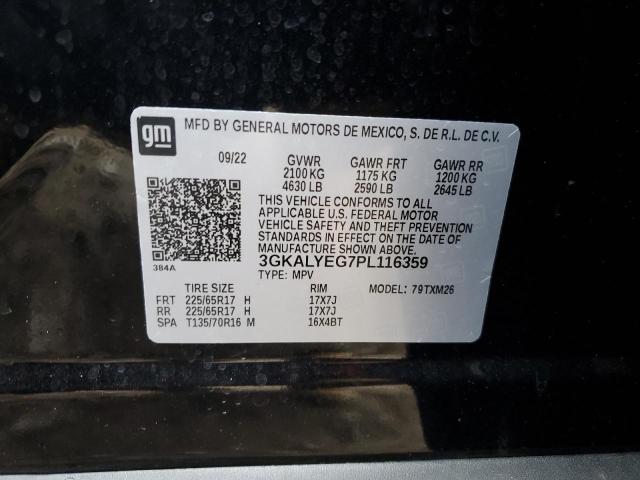 gm
MFD BY GENERAL MOTORS DE MEXICO, S. DE R.L. DE C.V.
09/22 GVWR GAWR FRT GAWR RR
2100 KG 1175 KG 1200 KG
4630 LB 2590 LB 2645 LB
THIS VEHICLE CONFORMS TO ALL
APPLICABLE U.S. FEDERAL MOTOR
VEHICLE SAFETY AND THEFT PREVENTION
STANDARDS IN EFFECT ON THE DATE OF
MANUFACTURE SHOWN ABOVE.
384A
3GKALYEG7PL116359
TYPE: MPV MODEL: 79TXM26
TIRE SIZE RIM
FRT 225/65R17 H 17X7J
RR 225/65R17 H 17X7J
SPA T135/70R16 M 16X4BT